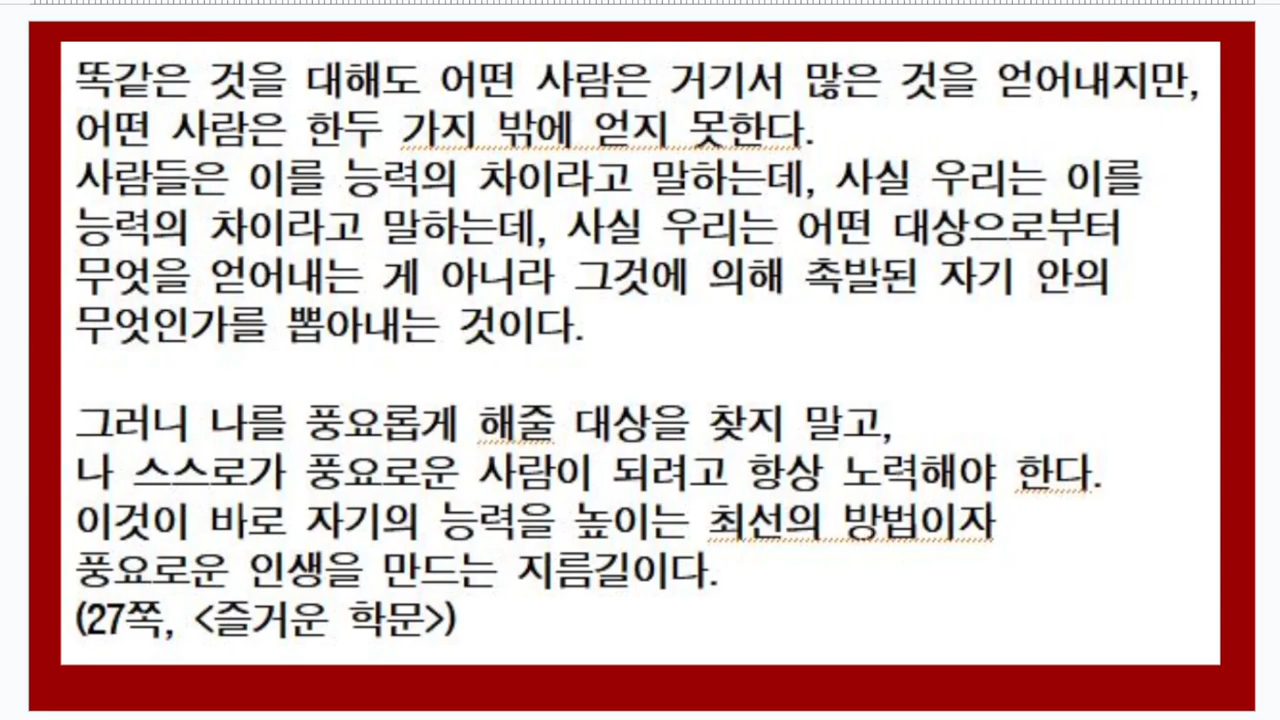 똑같은 것을 대해도 어떤 사람은 거기서 많은 것을 얻어내지만,
어떤 사람은 한두 가지 밖에 얻지 못한다.
사람들은 이를 능력의 차이라고 말하는데, 사실 우리는 이를
능력의 차이라고 말하는데, 사실 우리는 어떤 대상으로부터
무엇을 얻어내는 게 아니라 그것에 의해 촉발된 자기 안의
무엇인가를 뽑아내는 것이다.
그러니 나를 풍요롭게 해줄 대상을 찾지 말고,
나 스스로가 풍요로운 사람이 되려고 항상 노력해야 한다.
이것이 바로 자기의 능력을 높이는 최선의 방법이자
풍요로운 인생을 만드는 지름길이다.
(27쪽, <즐거운 학문>)